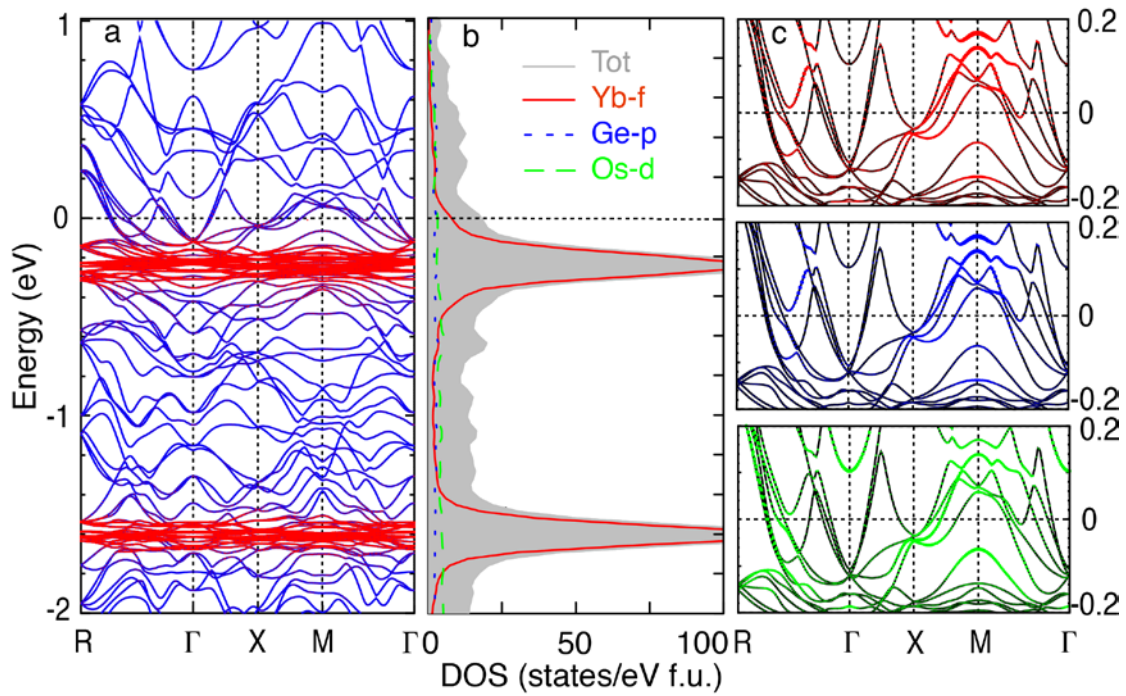 a
Energy (eV)
1
0
-1
-2
R Γ X M Γ
b
Tot
Yb-f
Ge-p
Os-d
0 50 100
DOS (states/eV f.u.)
c
0.2
0
-0.2
0.2
0
-0.2
0.2
0
-0.2
R Γ X M Γ